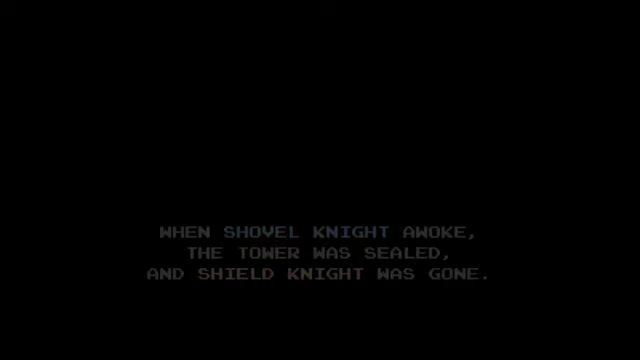 WHEN SHOVEL KNIGHT AWOKE,
THE TOWER WAS SEALED,
AND SHIELD KNIGHT WAS GONE.